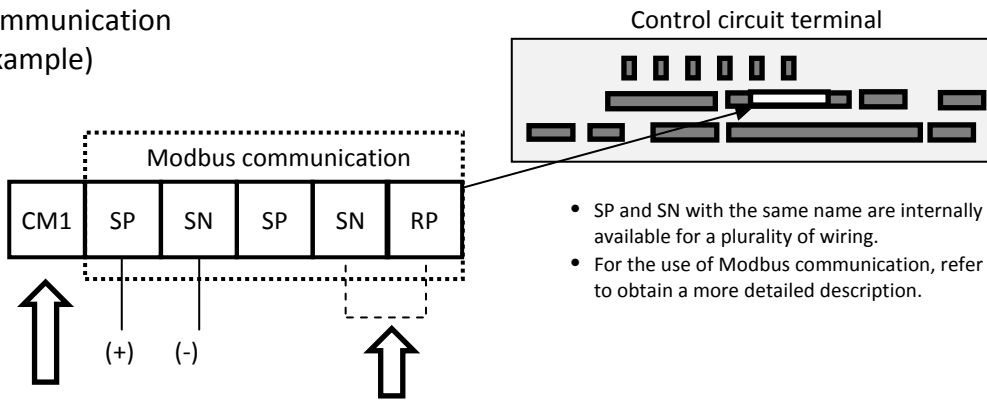 mmunication
xample)
Control circuit terminal
Modbus communication
CM1 SP SN SP SN RP
(+) (-)
• SP and SN with the same name are internally
available for a plurality of wiring.
• For the use of Modbus communication, refer
to obtain a more detailed description.